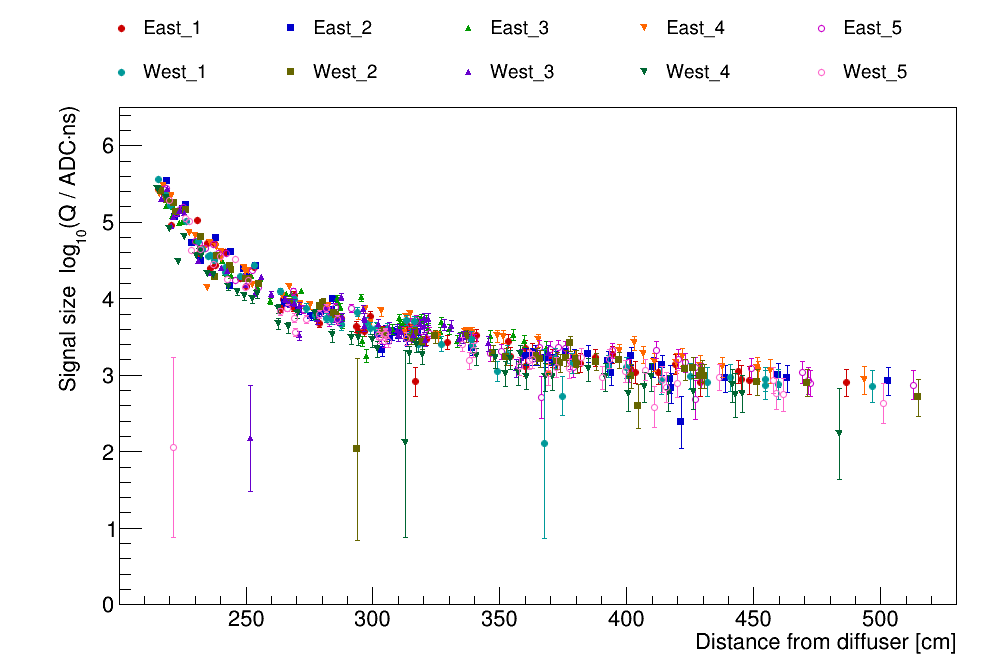 East_1 East_2 East_3 East_4 East_5
West_1 West_2 West_3 West_4 West_5
Signal size log10(Q / ADC·ns)
6
5
4
3
2
1
0
250 300 350 400 450 500
Distance from diffuser [cm]